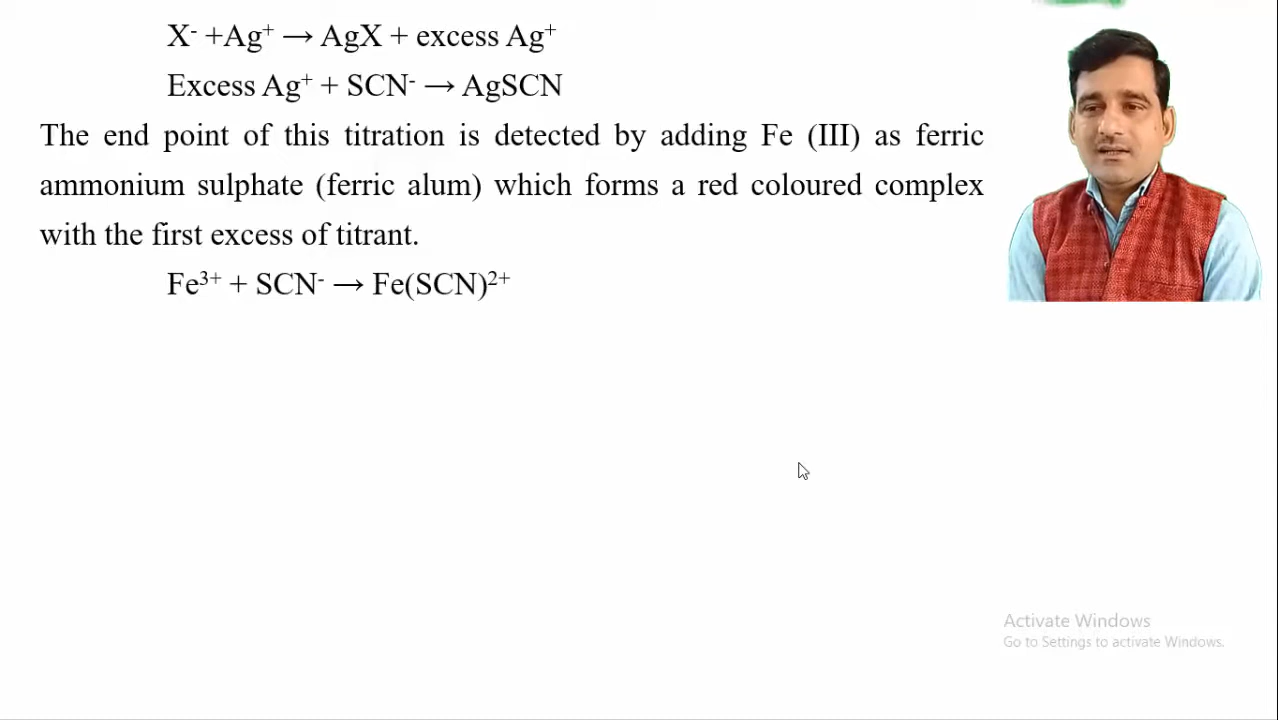 X⁻ +Ag⁺ → AgX + excess Ag⁺
Excess Ag⁺ + SCN⁻ → AgSCN
The end point of this titration is detected by adding Fe (III) as ferric
ammonium sulphate (ferric alum) which forms a red coloured complex
with the first excess of titrant.
Fe³⁺ + SCN⁻ → Fe(SCN)²⁺
Activate Windows
Go to Settings to activate Windows.